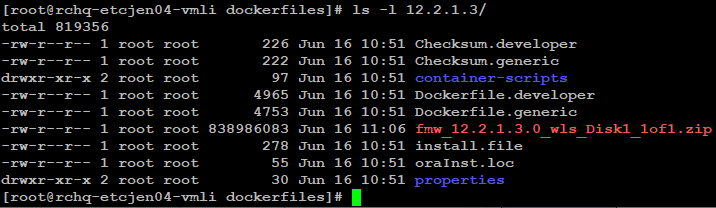 [root@rchq-etcjen04-vmli dockerfiles]# ls -l 12.2.1.3/
total 819356
-rw-r--r-- 1 root root       226 Jun 16 10:51 Checksum.developer
-rw-r--r-- 1 root root       222 Jun 16 10:51 Checksum.generic
drwxr-xr-x 2 root root        97 Jun 16 10:51 container-scripts
-rw-r--r-- 1 root root      4965 Jun 16 10:51 Dockerfile.developer
-rw-r--r-- 1 root root      4753 Jun 16 10:51 Dockerfile.generic
-rw-r--r-- 1 root root 838986083 Jun 16 11:06 fmw_12.2.1.3.0_wls_Disk1_1of1.zip
-rw-r--r-- 1 root root       278 Jun 16 10:51 install.file
-rw-r--r-- 1 root root        55 Jun 16 10:51 oraInst.loc
drwxr-xr-x 2 root root        30 Jun 16 10:51 properties
[root@rchq-etcjen04-vmli dockerfiles]#